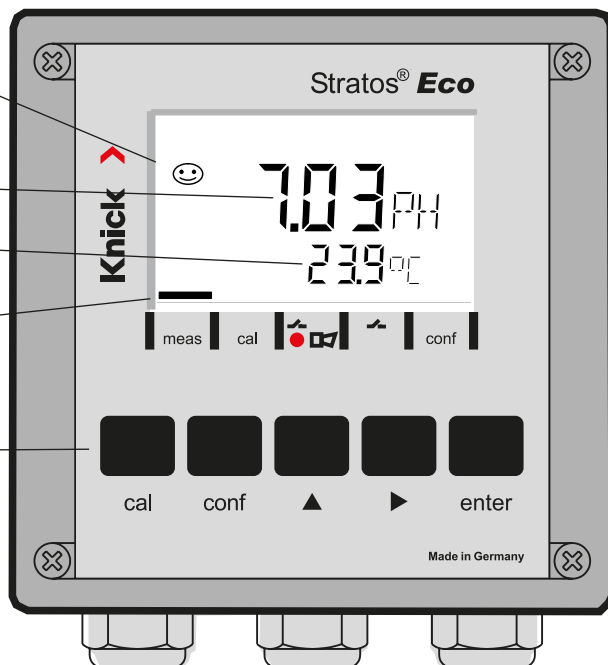 Stratos® Eco
Knick
7.03 PH
23.9 °C
meas cal conf
cal conf ▲ ▶ enter
Made in Germany